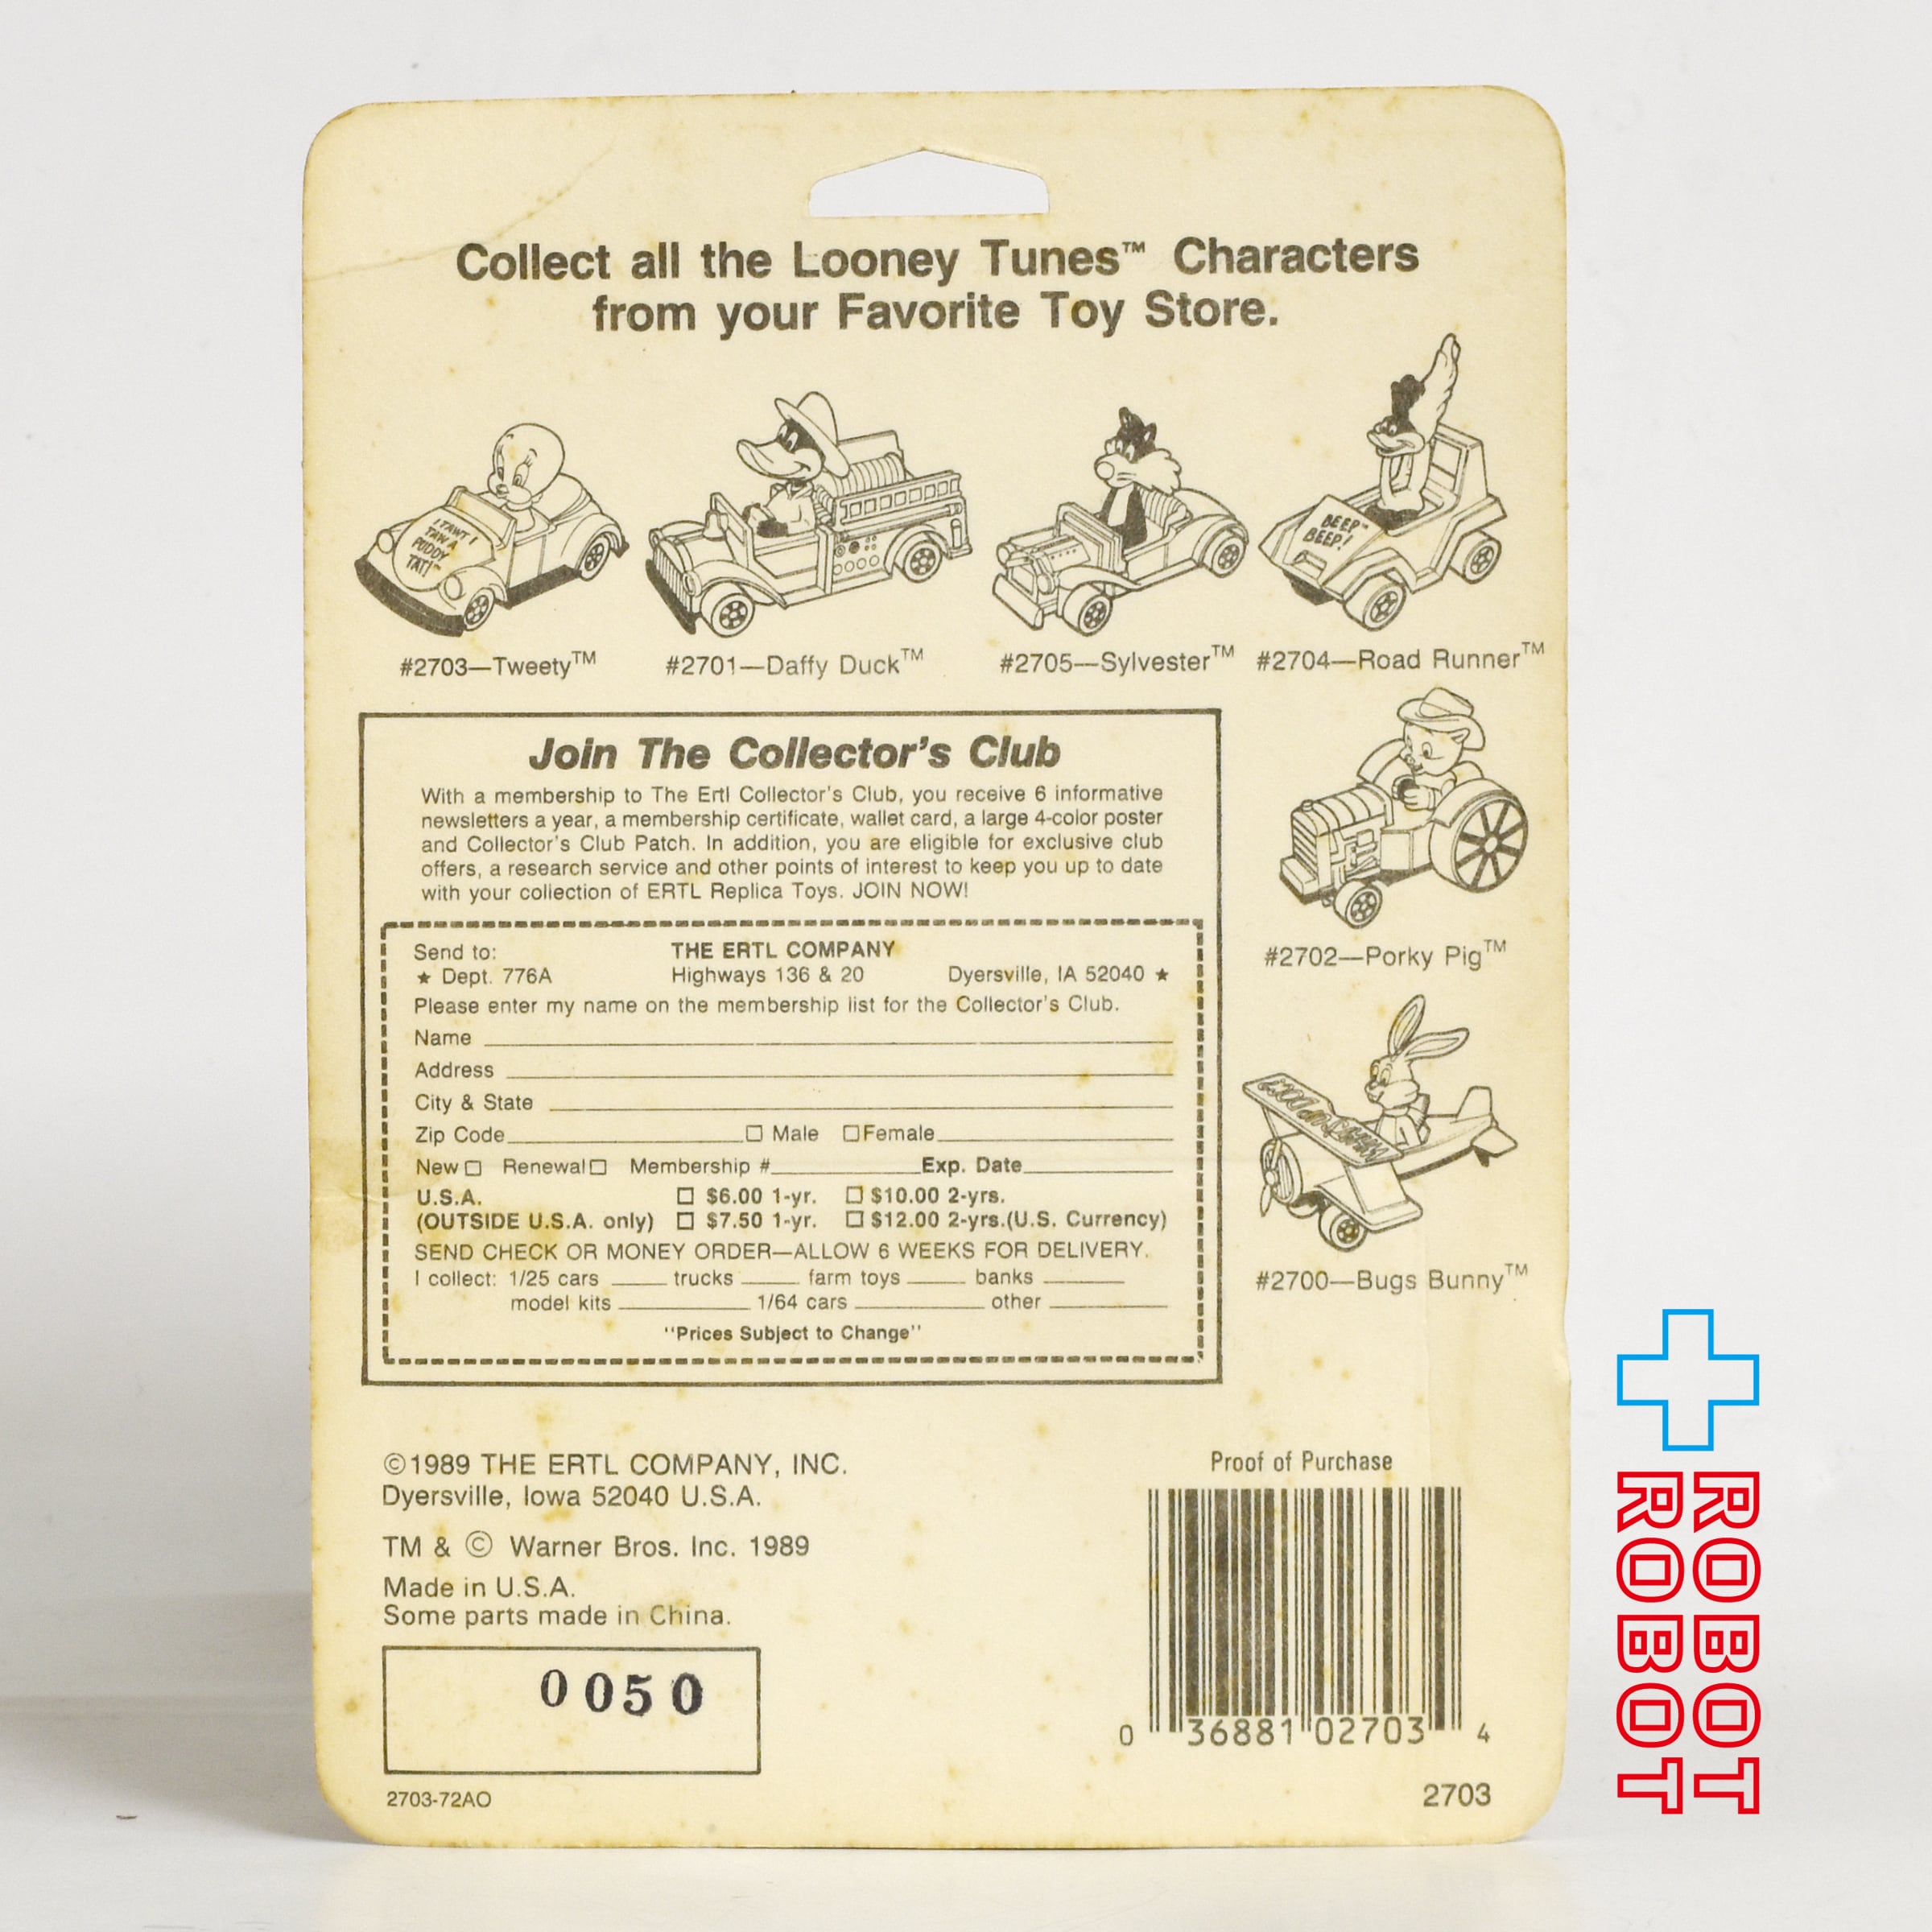 Collect all the Looney Tunes™ Characters
from your Favorite Toy Store.
I TAWT I
TAW A
PUDDY
TAT!™
BEEP™
BEEP!
#2703—Tweety™
#2701—Daffy Duck™
#2705—Sylvester™
#2704—Road Runner™
Join The Collector's Club
With a membership to The Ertl Collector's Club, you receive 6 informative
newsletters a year, a membership certificate, wallet card, a large 4-color poster
and Collector's Club Patch. In addition, you are eligible for exclusive club
offers, a research service and other points of interest to keep you up to date
with your collection of ERTL Replica Toys. JOIN NOW!
Send to: THE ERTL COMPANY
★ Dept. 776A Highways 136 & 20 Dyersville, IA 52040 ★
Please enter my name on the membership list for the Collector's Club.
Name
Address
City & State
Zip Code ☐ Male ☐ Female
New ☐ Renewal ☐ Membership # Exp. Date
U.S.A. ☐ $6.00 1-yr. ☐ $10.00 2-yrs.
(OUTSIDE U.S.A. only) ☐ $7.50 1-yr. ☐ $12.00 2-yrs.(U.S. Currency)
SEND CHECK OR MONEY ORDER—ALLOW 6 WEEKS FOR DELIVERY.
I collect: 1/25 cars trucks farm toys banks
model kits 1/64 cars other
"Prices Subject to Change"
#2702—Porky Pig™
WHAT'S UP DOC?
#2700—Bugs Bunny™
©1989 THE ERTL COMPANY, INC.
Dyersville, Iowa 52040 U.S.A.
TM & © Warner Bros. Inc. 1989
Made in U.S.A.
Some parts made in China.
0050
2703-72AO
Proof of Purchase
0 36881 02703 4
2703
ROBOT
ROBOT